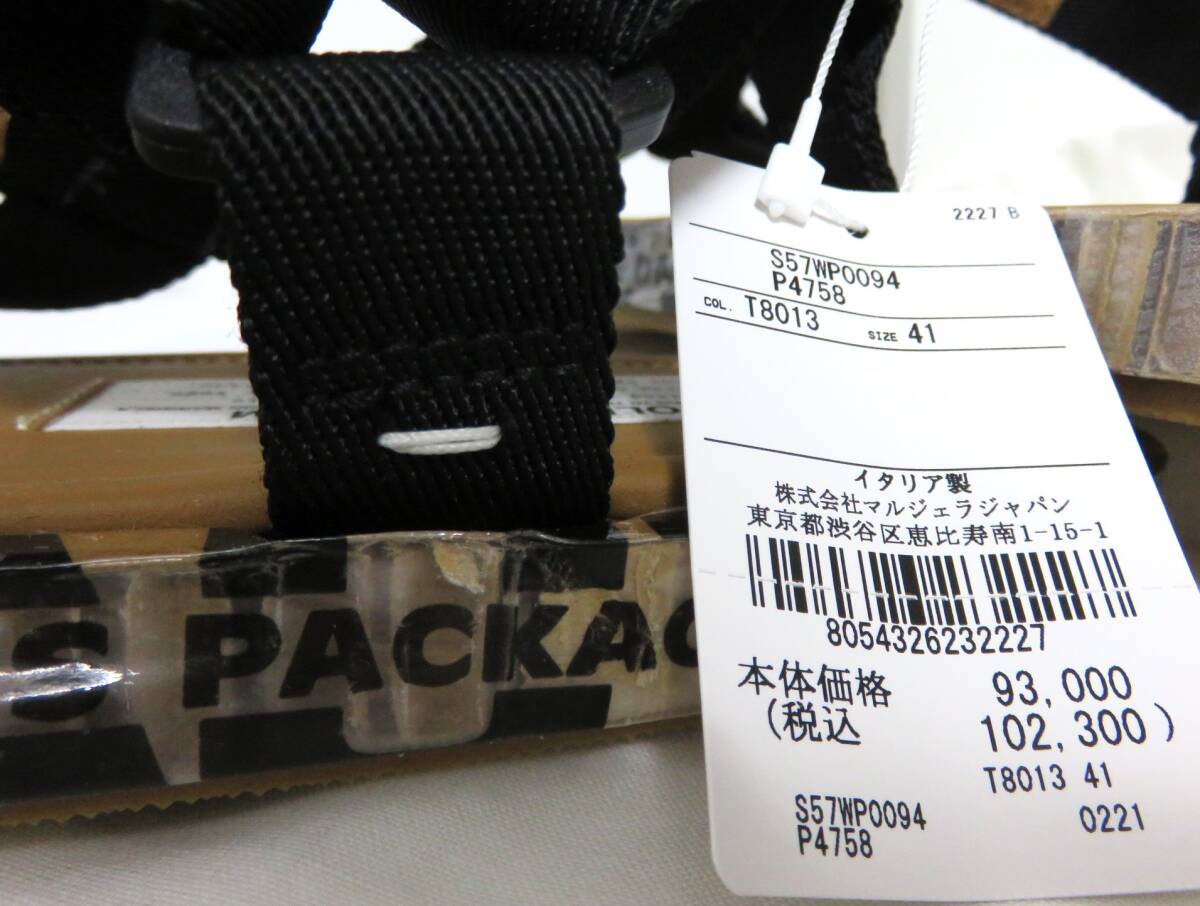 2227 B
S57WP0094
P4758
COL. T8013 SIZE 41
イタリア製
株式会社マルジェラジャパン
東京都渋谷区恵比寿南1-15-1
8054326232227
本体価格 93,000
(税込 102,300)
T8013 41
S57WP0094 0221
P4758
S PACKAG